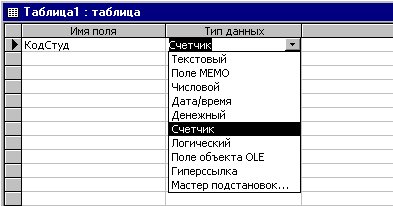 Таблица1 : таблица
Имя поля Тип данных
КодСтуд Счетчик
Текстовый
Поле MEMO
Числовой
Дата/время
Денежный
Счетчик
Логический
Поле объекта OLE
Гиперссылка
Мастер подстановок...